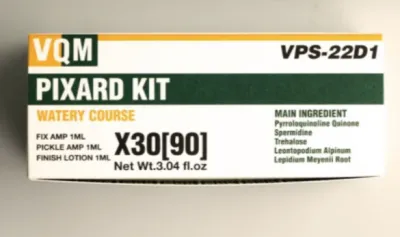 VQM
VPS-22D1
PIXARD KIT
WATERY COURSE
FIX AMP 1ML
PICKLE AMP 1ML
FINISH LOTION 1ML
X30[90]
Net Wt.3.04 fl.oz
MAIN INGREDIENT
Pyrroloquinoline Quinone
Spermidine
Trehalose
Leontopodium Alpinum
Lepidium Meyenii Root